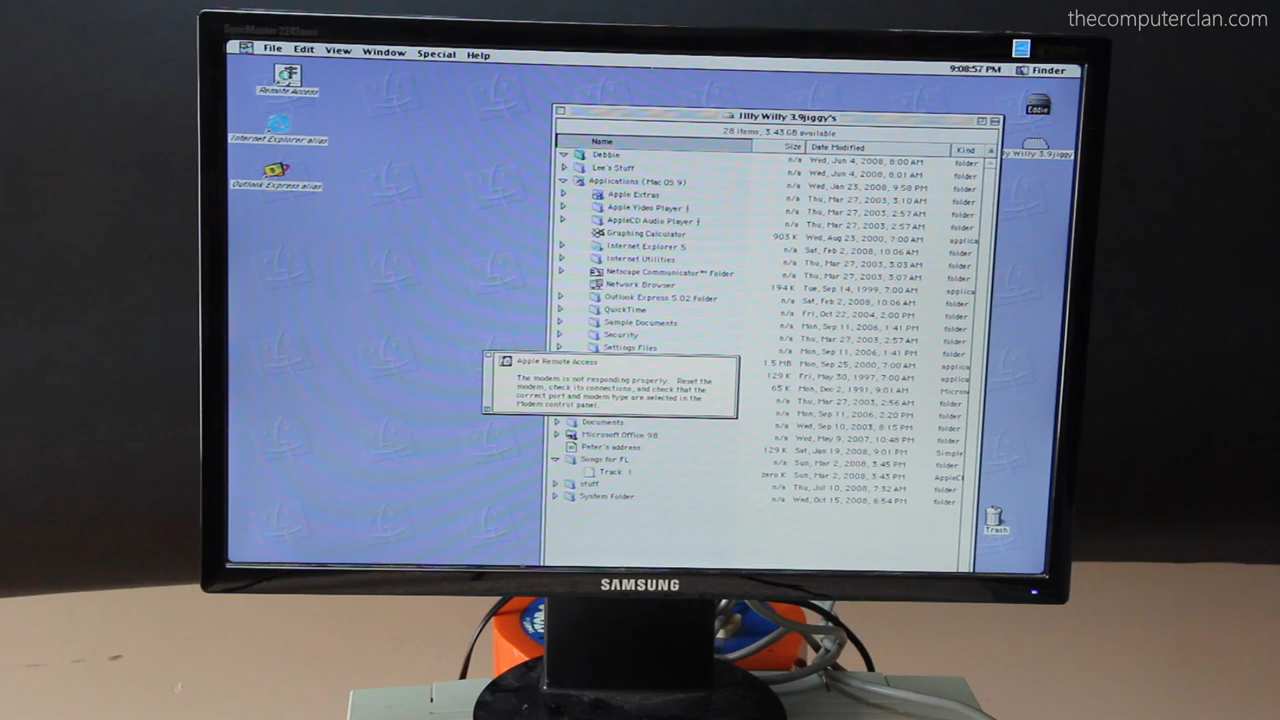 thecomputerclan.com
File Edit View Window Special Help
9:08:57 PM Finder
Remote Access
Internet Explorer alias
Outlook Express alias
Eddie
y Willy 3.9jiggy
Trash
Jilly Willy 3.9jiggy's
28 items, 3.43 GB available
Name Size Date Modified Kind
Debbie n/a Wed, Jun 4, 2008, 8:00 AM folder
Lee's Stuff n/a Wed, Jun 4, 2008, 8:01 AM folder
Applications (Mac OS 9) n/a Wed, Jan 23, 2008, 9:58 PM folder
Apple Extras n/a Thu, Mar 27, 2003, 3:10 AM folder
Apple Video Player ƒ n/a Thu, Mar 27, 2003, 2:57 AM folder
AppleCD Audio Player ƒ n/a Thu, Mar 27, 2003, 2:57 AM folder
Graphing Calculator 903 K Wed, Aug 23, 2000, 7:00 AM applica
Internet Explorer 5 n/a Sat, Feb 2, 2008, 10:06 AM folder
Internet Utilities n/a Thu, Mar 27, 2003, 3:03 AM folder
Netscape Communicator™ Folder n/a Thu, Mar 27, 2003, 3:07 AM folder
Network Browser 194 K Tue, Sep 14, 1999, 7:00 AM applica
Outlook Express 5.02 Folder n/a Sat, Feb 2, 2008, 10:06 AM folder
QuickTime n/a Fri, Oct 22, 2004, 2:00 PM folder
Sample Documents n/a Mon, Sep 11, 2006, 1:41 PM folder
Security n/a Thu, Mar 27, 2003, 2:57 AM folder
Settings Files n/a Mon, Sep 11, 2006, 1:41 PM folder
1.5 MB Mon, Sep 25, 2000, 7:00 AM applica
129 K Fri, May 30, 1997, 7:00 AM applica
65 K Mon, Dec 2, 1991, 9:01 AM Micros
n/a Thu, Mar 27, 2003, 2:56 AM folder
n/a Mon, Sep 11, 2006, 2:20 PM folder
Documents n/a Wed, Sep 10, 2003, 8:15 PM folder
Microsoft Office 98 n/a Wed, May 9, 2007, 10:48 PM folder
Peter's address 129 K Sat, Jan 19, 2008, 9:01 PM Simple
Songs for FL n/a Sun, Mar 2, 2008, 3:45 PM folder
Track 1 zero K Sun, Mar 2, 2008, 3:43 PM AppleC
stuff n/a Thu, Jul 10, 2008, 7:32 AM folder
System Folder n/a Wed, Oct 15, 2008, 8:54 PM folder
Apple Remote Access
The modem is not responding properly. Reset the
modem, check its connections, and check that the
correct port and modem type are selected in the
Modem control panel.
SAMSUNG